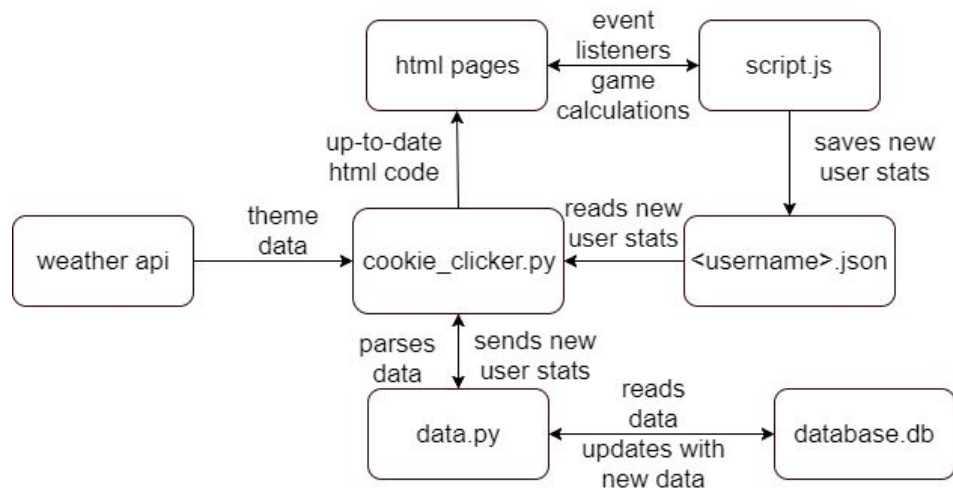 event
listeners
html pages
script.js
game
calculations
up-to-date
html code
saves new
user stats
theme
data
reads new
user stats
weather api
cookie_clicker.py
<username>.json
parses
data
sends new
user stats
reads
data
data.py
database.db
updates with
new data